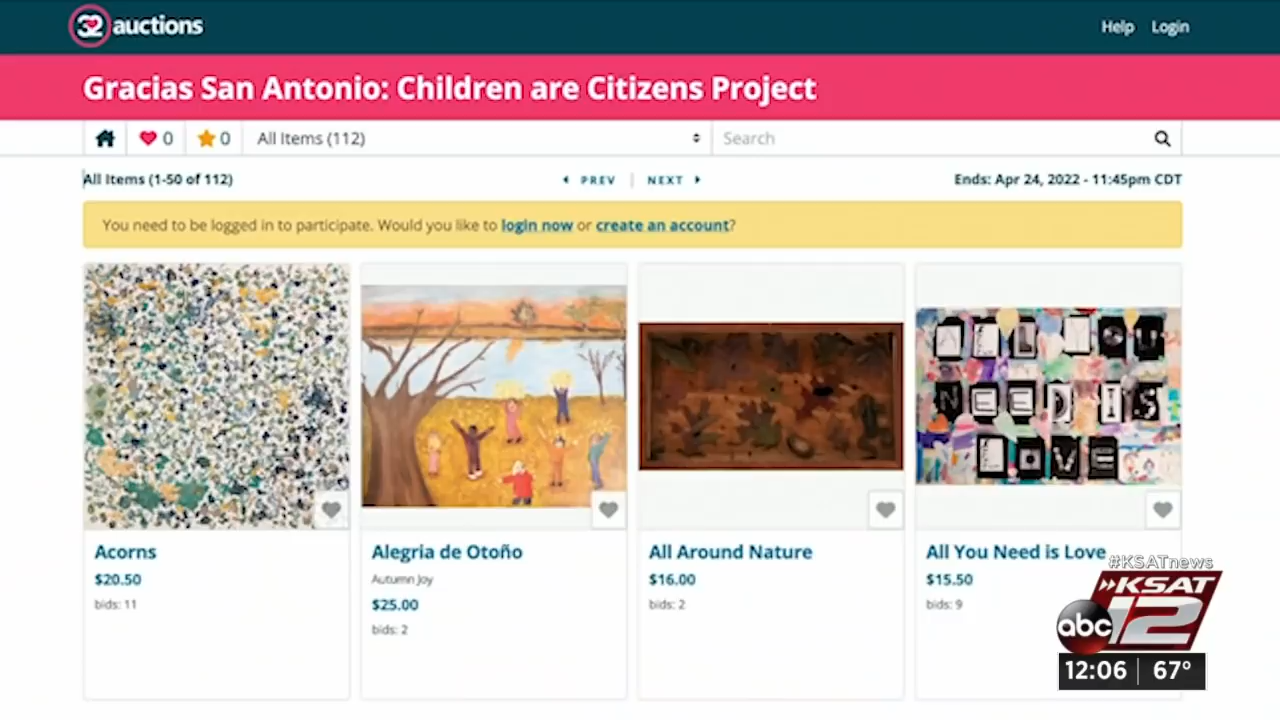 32 auctions
Help Login
Gracias San Antonio: Children are Citizens Project
0 0 All Items (112) Search
All Items (1-50 of 112) PREV | NEXT Ends: Apr 24, 2022 - 11:45pm CDT
You need to be logged in to participate. Would you like to login now or create an account?
ALL YOU
NEED IS
LOVE
Acorns
$20.50
bids: 11
Alegria de Otoño
Autumn Joy
$25.00
bids: 2
All Around Nature
$16.00
bids: 2
All You Need is Love
$15.50
bids: 9
#KSATnews
KSAT
abc 12
12:06 | 67°